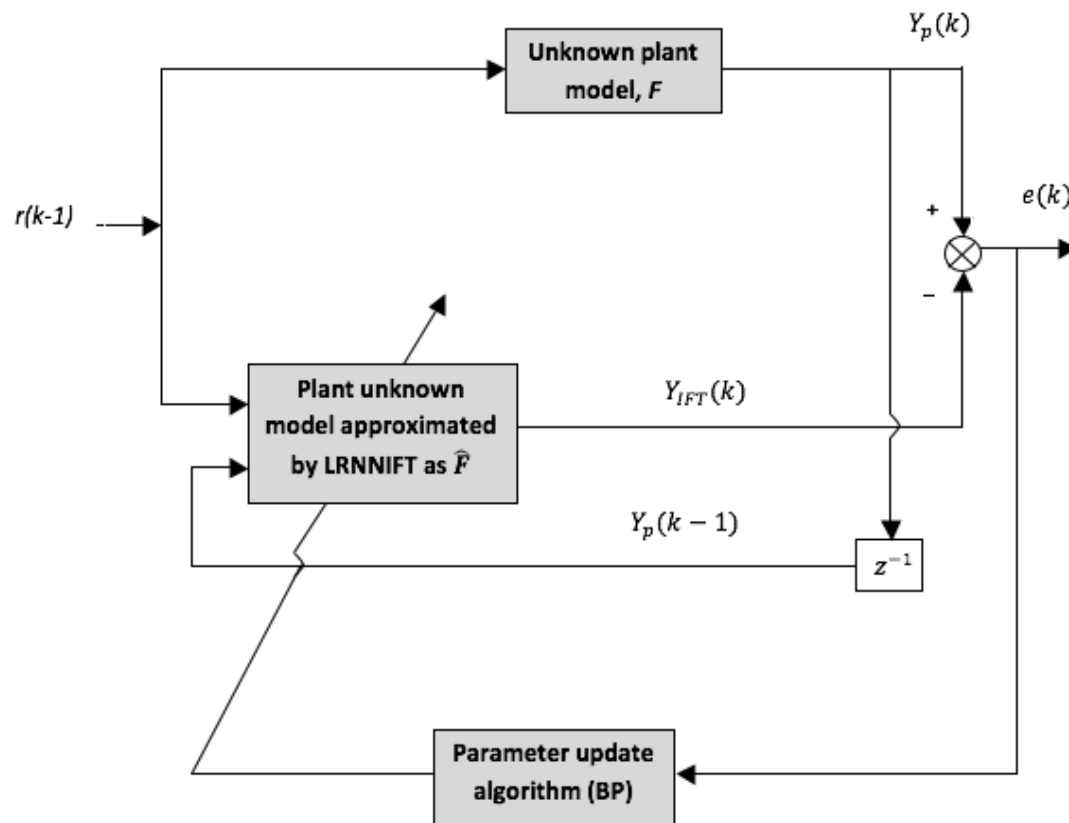 Y_p(k)
Unknown plant
model, F
r(k-1)
e(k)
+
−
Plant unknown
model approximated
by LRNNIFT as F̂
Y_IFT(k)
Y_p(k − 1)
z⁻¹
Parameter update
algorithm (BP)